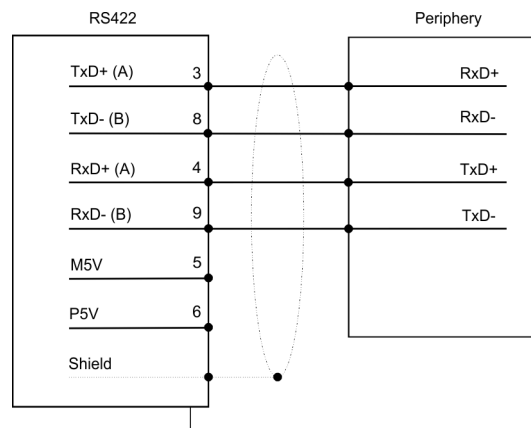 RS422
Periphery
TxD+ (A) 3 RxD+
TxD- (B) 8 RxD-
RxD+ (A) 4 TxD+
RxD- (B) 9 TxD-
M5V 5
P5V 6
Shield